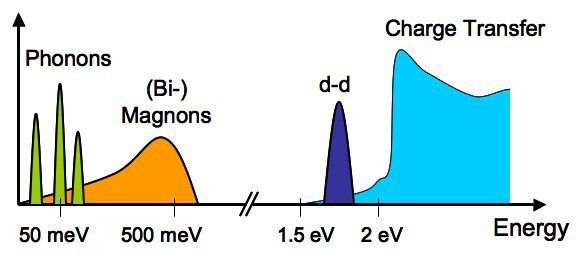 Charge Transfer
Phonons
(Bi-)
Magnons
d-d
50 meV
500 meV
1.5 eV
2 eV
Energy